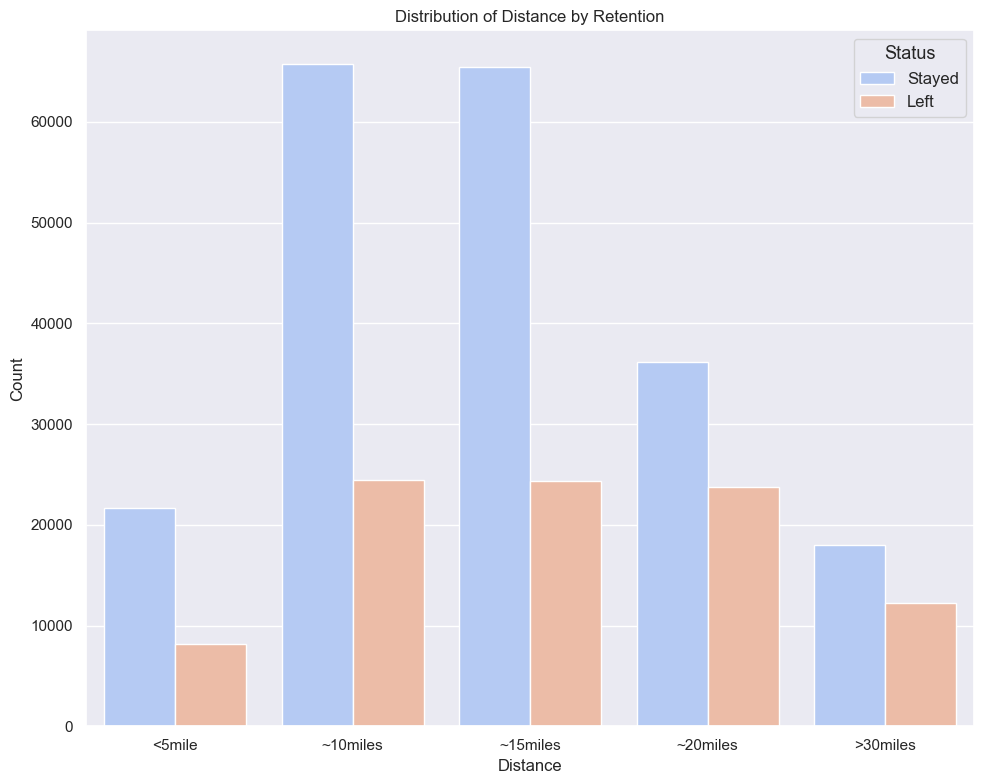 Distribution of Distance by Retention
Status
Stayed
Left
60000
50000
40000
30000
20000
10000
0
Count
<5mile
~10miles
~15miles
~20miles
>30miles
Distance